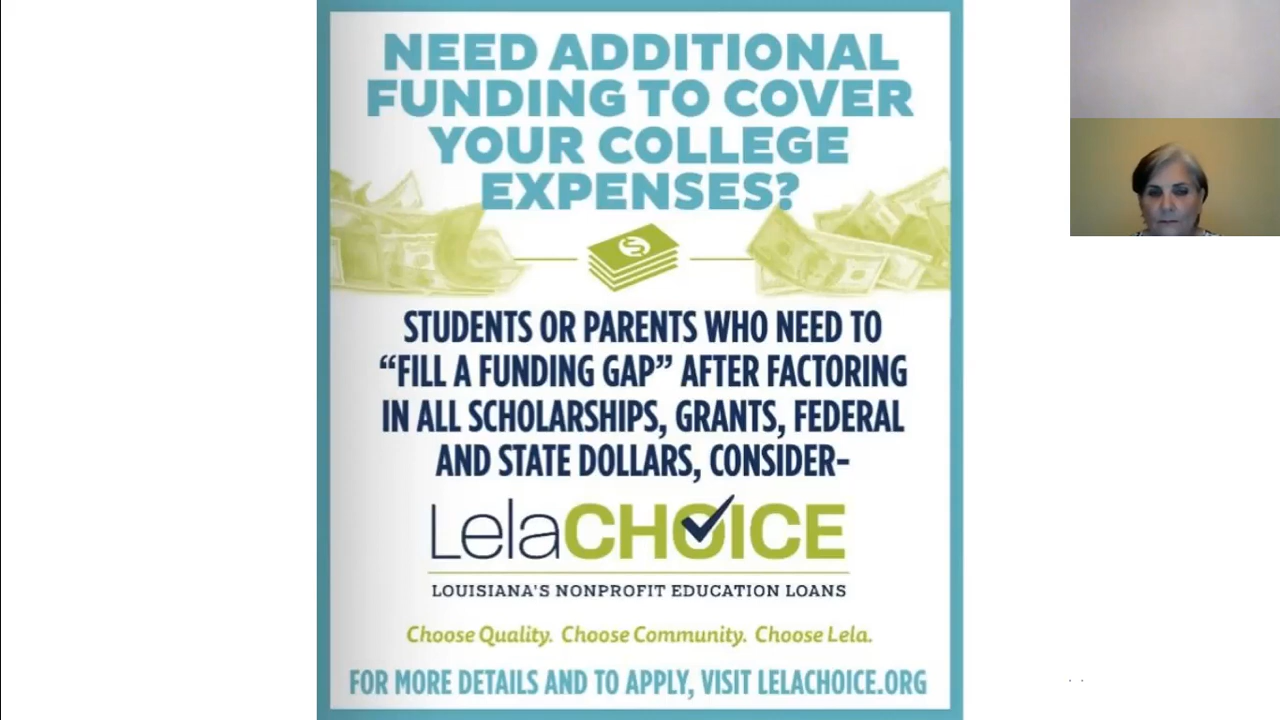 NEED ADDITIONAL
FUNDING TO COVER
YOUR COLLEGE
EXPENSES?
STUDENTS OR PARENTS WHO NEED TO
“FILL A FUNDING GAP” AFTER FACTORING
IN ALL SCHOLARSHIPS, GRANTS, FEDERAL
AND STATE DOLLARS, CONSIDER-
LelaCHOICE
LOUISIANA'S NONPROFIT EDUCATION LOANS
Choose Quality. Choose Community. Choose Lela.
FOR MORE DETAILS AND TO APPLY, VISIT LELACHOICE.ORG